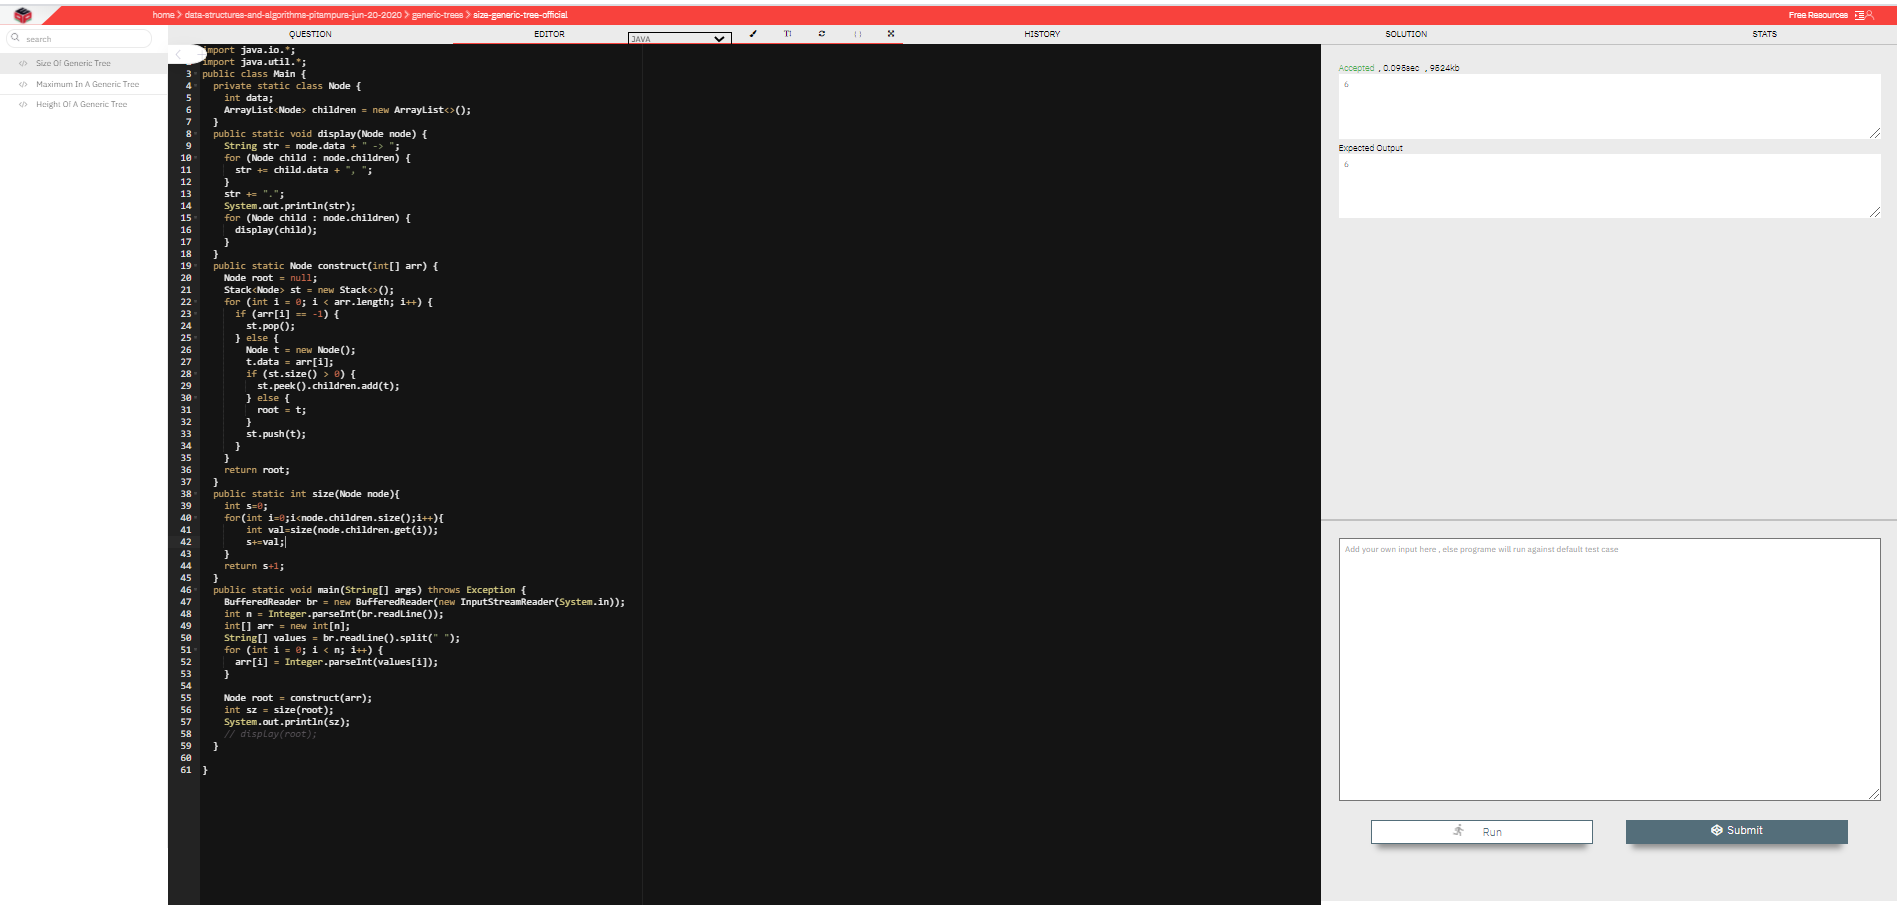 home > data-structures-and-algorithms-pitampura-jun-20-2020 > generic-trees > size-generic-tree-official
Free Resources
search
Size Of Generic Tree
Maximum In A Generic Tree
Height Of A Generic Tree
QUESTION
EDITOR
JAVA
HISTORY
SOLUTION
STATS
import java.io.*;
import java.util.*;
3 public class Main {
4 private static class Node {
5 int data;
6 ArrayList<Node> children = new ArrayList<>();
7 }
8 public static void display(Node node) {
9 String str = node.data + " -> ";
10 for (Node child : node.children) {
11 str += child.data + ", ";
12 }
13 str += ".";
14 System.out.println(str);
15 for (Node child : node.children) {
16 display(child);
17 }
18 }
19 public static Node construct(int[] arr) {
20 Node root = null;
21 Stack<Node> st = new Stack<>();
22 for (int i = 0; i < arr.length; i++) {
23 if (arr[i] == -1) {
24 st.pop();
25 } else {
26 Node t = new Node();
27 t.data = arr[i];
28 if (st.size() > 0) {
29 st.peek().children.add(t);
30 } else {
31 root = t;
32 }
33 st.push(t);
34 }
35 }
36 return root;
37 }
38 public static int size(Node node){
39 int s=0;
40 for(int i=0;i<node.children.size();i++){
41 int val=size(node.children.get(i));
42 s+=val;
43 }
44 return s+1;
45 }
46 public static void main(String[] args) throws Exception {
47 BufferedReader br = new BufferedReader(new InputStreamReader(System.in));
48 int n = Integer.parseInt(br.readLine());
49 int[] arr = new int[n];
50 String[] values = br.readLine().split(" ");
51 for (int i = 0; i < n; i++) {
52 arr[i] = Integer.parseInt(values[i]);
53 }
54
55 Node root = construct(arr);
56 int sz = size(root);
57 System.out.println(sz);
58 // display(root);
59 }
60
61 }
Accepted , 0.095sec , 9524kb
6
Expected Output
6
Add your own input here , else programe will run against default test case
Run
Submit